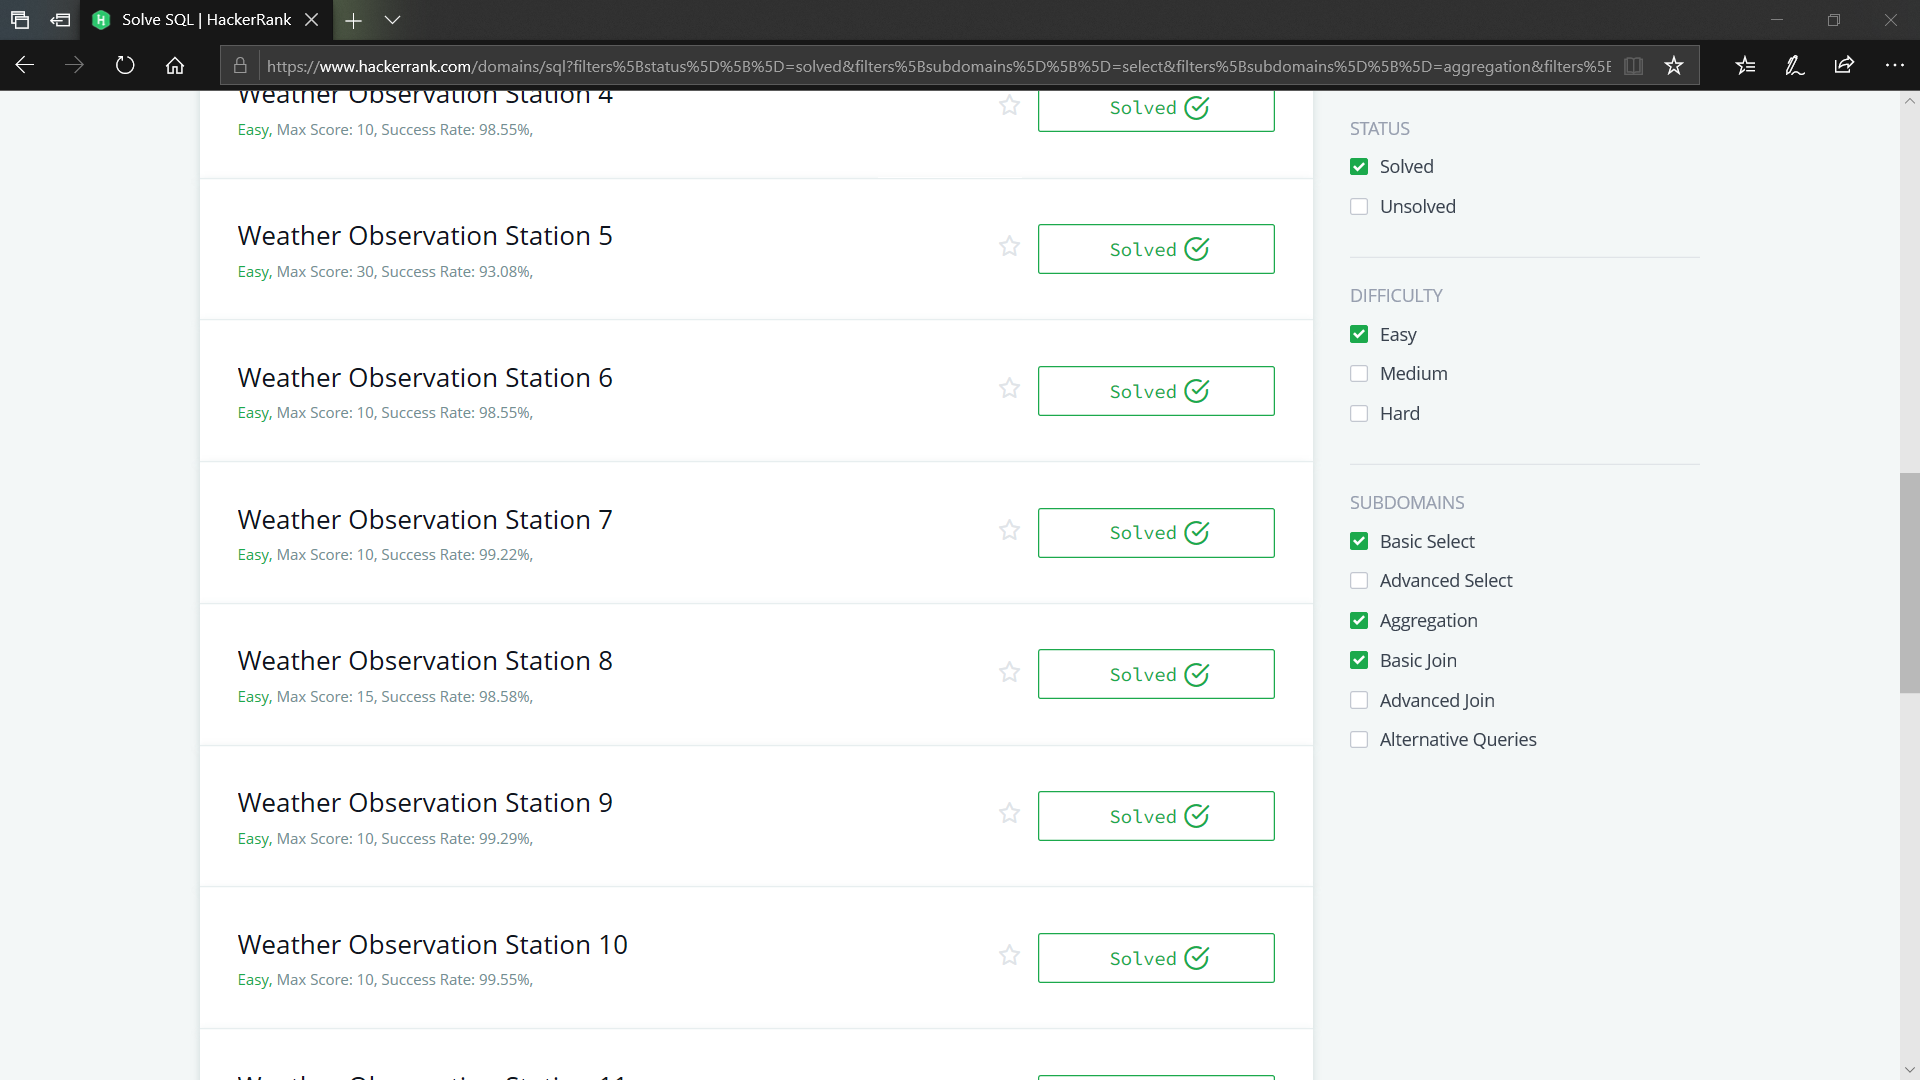 Solve SQL | HackerRank
https://www.hackerrank.com/domains/sql?filters%5Bstatus%5D%5B%5D=solved&filters%5Bsubdomains%5D%5B%5D=select&filters%5Bsubdomains%5D%5B%5D=aggregation&filters%5E
Weather Observation Station 4
Easy, Max Score: 10, Success Rate: 98.55%,
Solved
Weather Observation Station 5
Easy, Max Score: 30, Success Rate: 93.08%,
Solved
Weather Observation Station 6
Easy, Max Score: 10, Success Rate: 98.55%,
Solved
Weather Observation Station 7
Easy, Max Score: 10, Success Rate: 99.22%,
Solved
Weather Observation Station 8
Easy, Max Score: 15, Success Rate: 98.58%,
Solved
Weather Observation Station 9
Easy, Max Score: 10, Success Rate: 99.29%,
Solved
Weather Observation Station 10
Easy, Max Score: 10, Success Rate: 99.55%,
Solved
Weather Observation Station 11
STATUS
Solved
Unsolved
DIFFICULTY
Easy
Medium
Hard
SUBDOMAINS
Basic Select
Advanced Select
Aggregation
Basic Join
Advanced Join
Alternative Queries